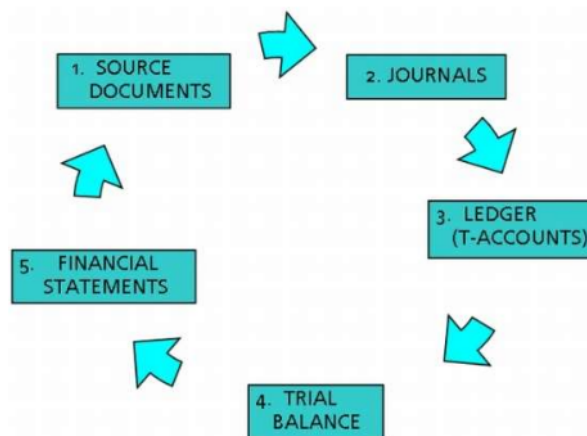 1. SOURCE
DOCUMENTS
2. JOURNALS
3. LEDGER
(T-ACCOUNTS)
4. TRIAL
BALANCE
5. FINANCIAL
STATEMENTS